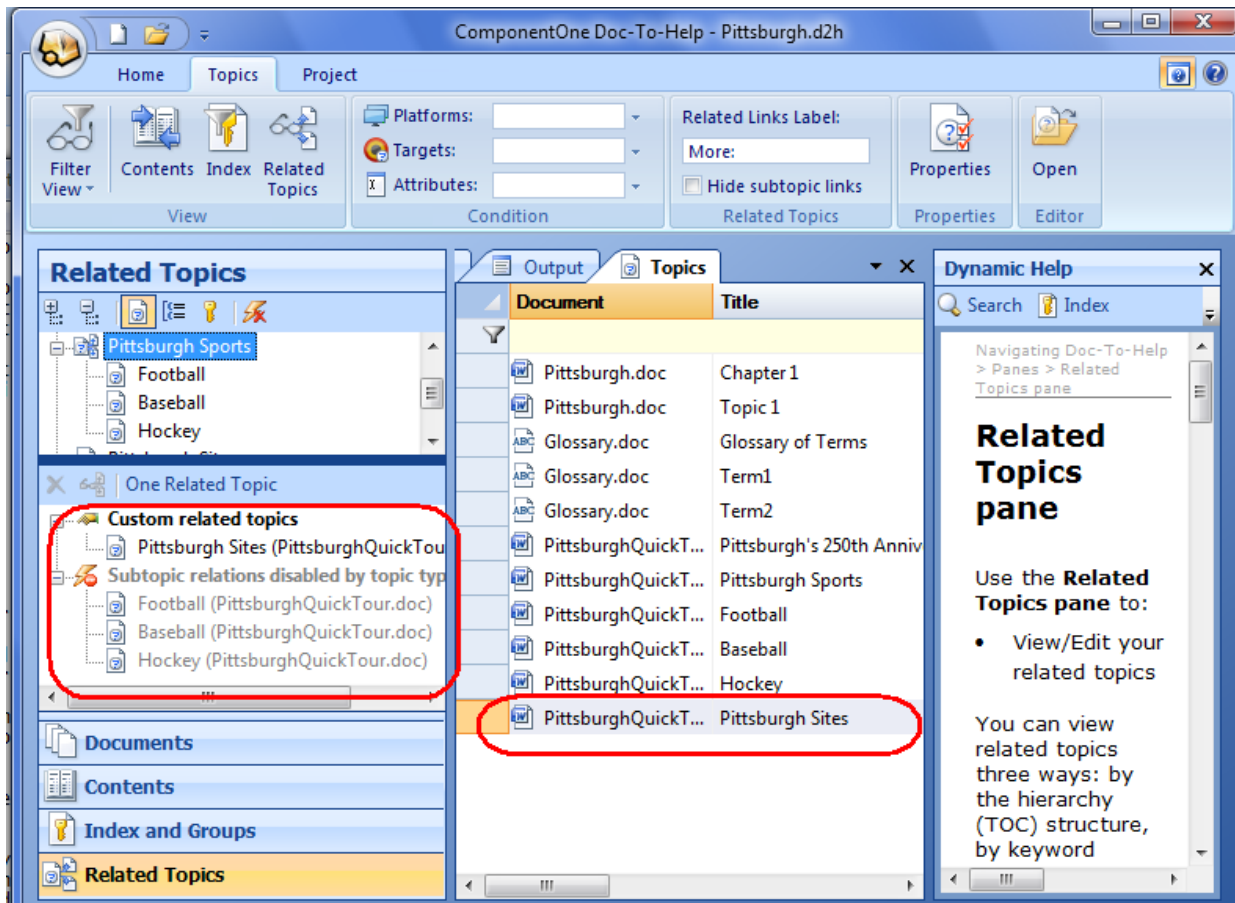 ComponentOne Doc-To-Help - Pittsburgh.d2h
Home Topics Project
Filter View
Contents
Index
Related Topics
View
Platforms:
Targets:
Attributes:
Condition
Related Links Label:
More:
Hide subtopic links
Related Topics
Properties
Properties
Open
Editor
Related Topics
Pittsburgh Sports
Football
Baseball
Hockey
One Related Topic
Custom related topics
Pittsburgh Sites (PittsburghQuickTou
Subtopic relations disabled by topic typ
Football (PittsburghQuickTour.doc)
Baseball (PittsburghQuickTour.doc)
Hockey (PittsburghQuickTour.doc)
Documents
Contents
Index and Groups
Related Topics
Output Topics
Document Title
Pittsburgh.doc Chapter 1
Pittsburgh.doc Topic 1
Glossary.doc Glossary of Terms
Glossary.doc Term1
Glossary.doc Term2
PittsburghQuickT... Pittsburgh's 250th Anniv
PittsburghQuickT... Pittsburgh Sports
PittsburghQuickT... Football
PittsburghQuickT... Baseball
PittsburghQuickT... Hockey
PittsburghQuickT... Pittsburgh Sites
Dynamic Help
Search Index
Navigating Doc-To-Help
> Panes > Related
Topics pane
Related
Topics
pane
Use the Related
Topics pane to:
• View/Edit your
related topics
You can view
related topics
three ways: by
the hierarchy
(TOC) structure,
by keyword